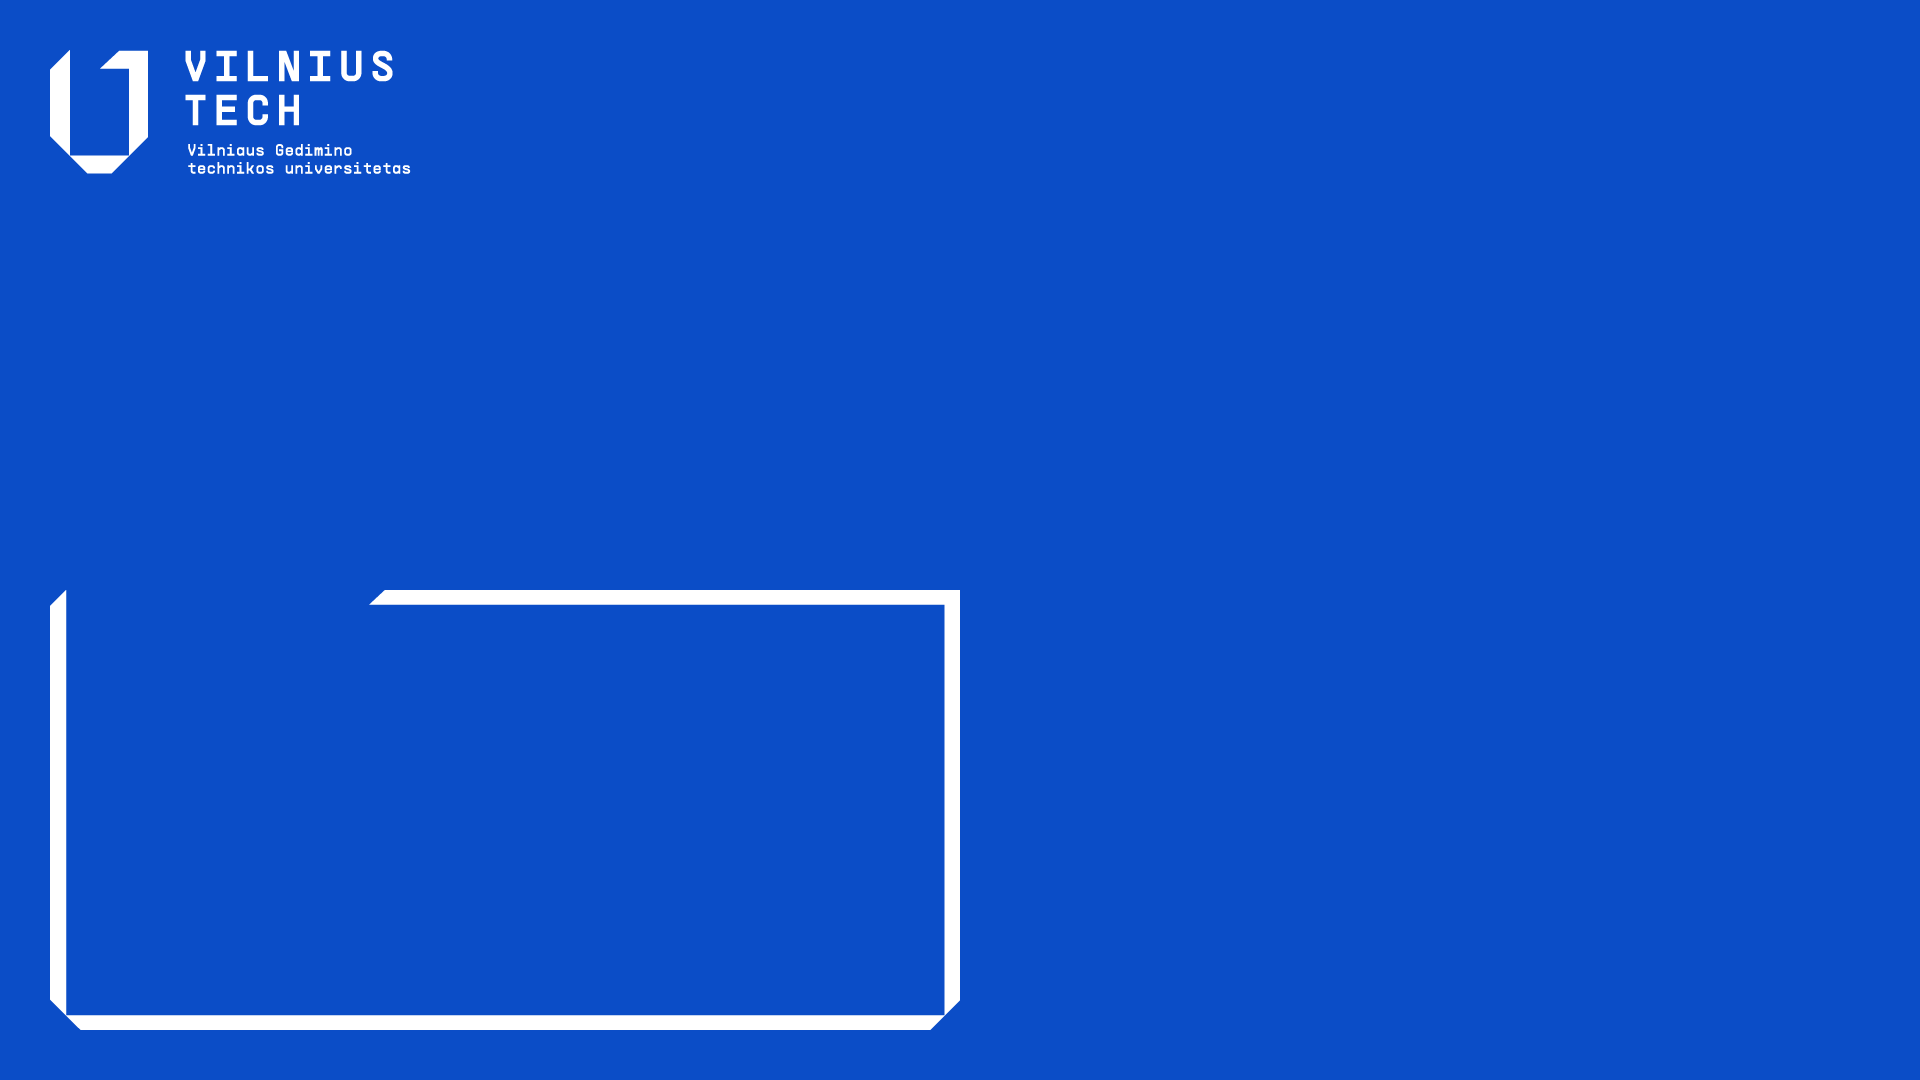 VILNIUS
TECH
Vilniaus Gedimino
technikos universitetas